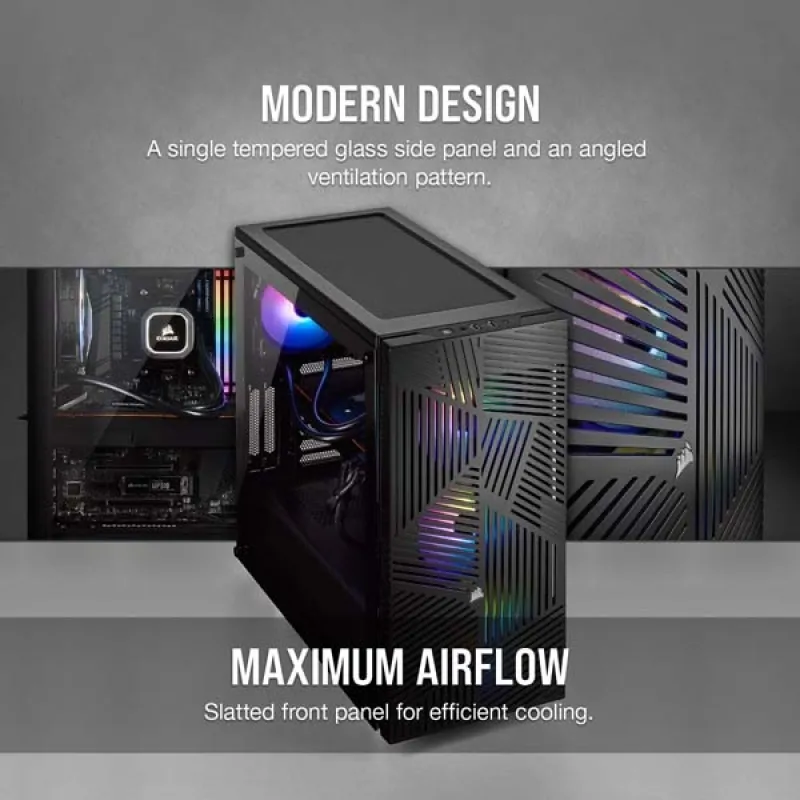 MODERN DESIGN
A single tempered glass side panel and an angled
ventilation pattern.
CORSAIR
MAXIMUM AIRFLOW
Slatted front panel for efficient cooling.